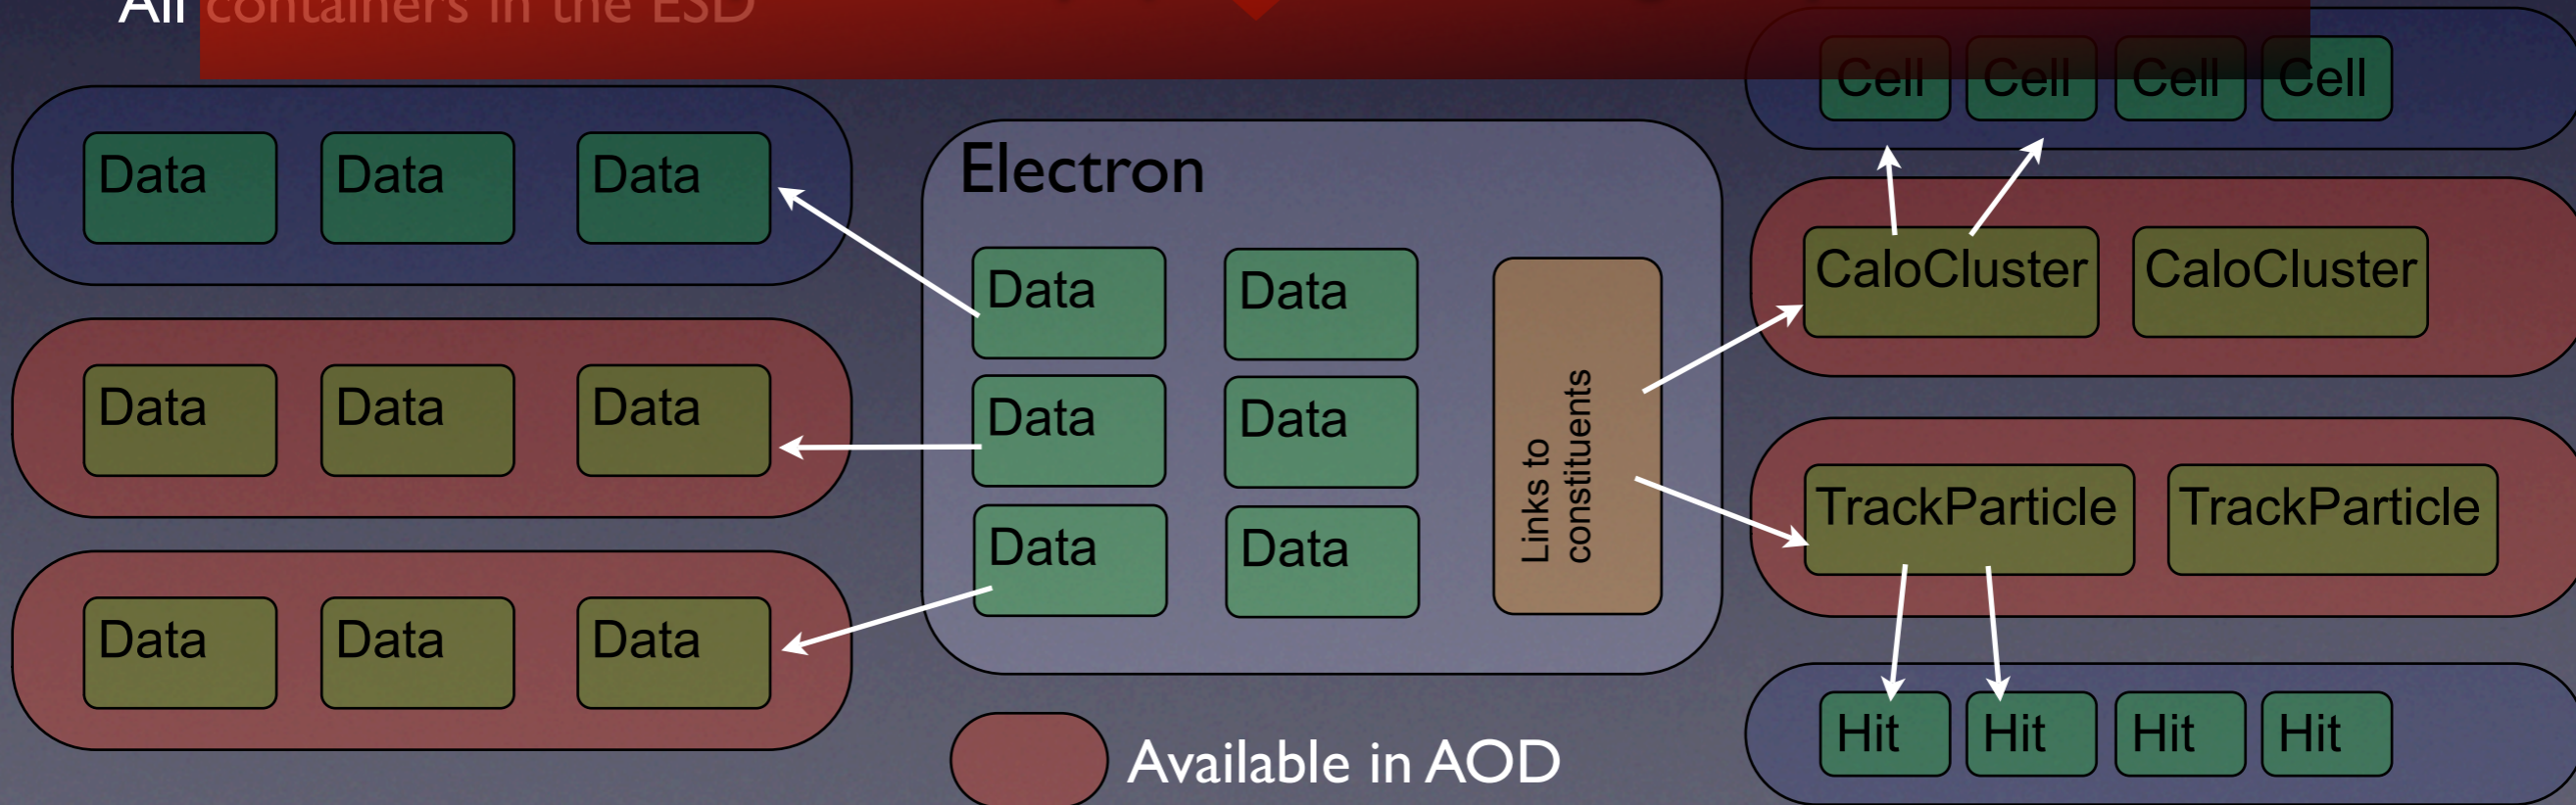 All containers in the ESD
Cell Cell Cell Cell
Data Data Data
Electron
Data Data
CaloCluster CaloCluster
Data Data Data
Data Data
Links to
constituents
TrackParticle TrackParticle
Data Data
Data Data Data
Hit Hit Hit Hit
Available in AOD